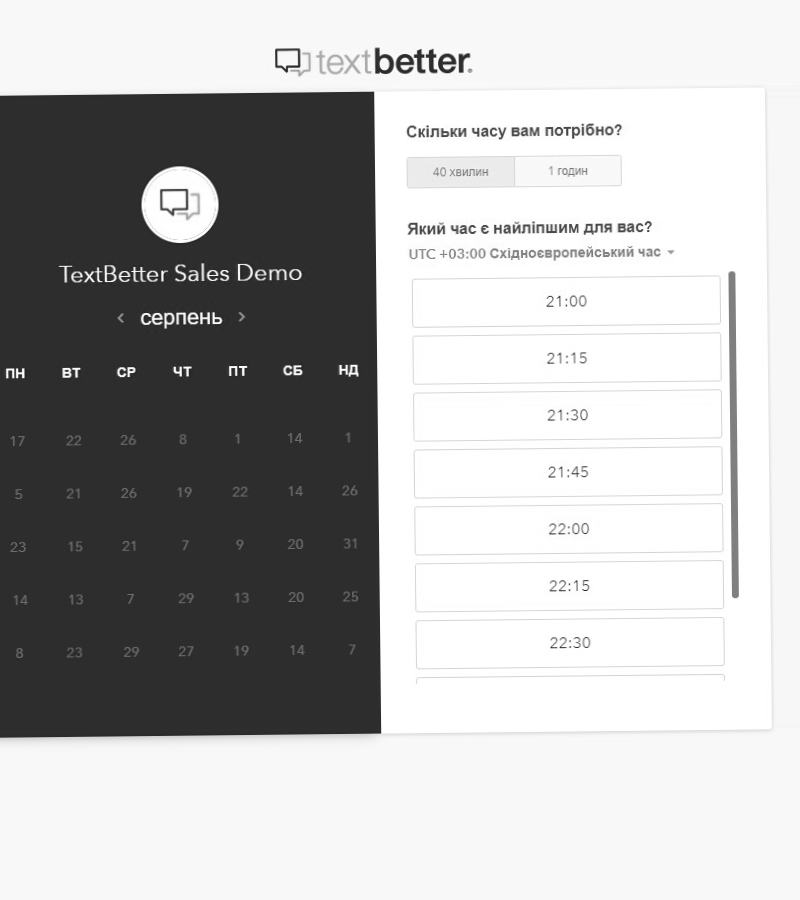 textbetter.
TextBetter Sales Demo
серпень
ПН ВТ СР ЧТ ПТ СБ НД
17 22 26 8 1 14 1
5 21 26 19 22 14 26
23 15 21 7 9 20 31
14 13 7 29 13 20 25
8 23 29 27 19 14 7
Скільки часу вам потрібно?
40 хвилин 1 годин
Який час є найліпшим для вас?
UTC +03:00 Східноєвропейський час
21:00
21:15
21:30
21:45
22:00
22:15
22:30